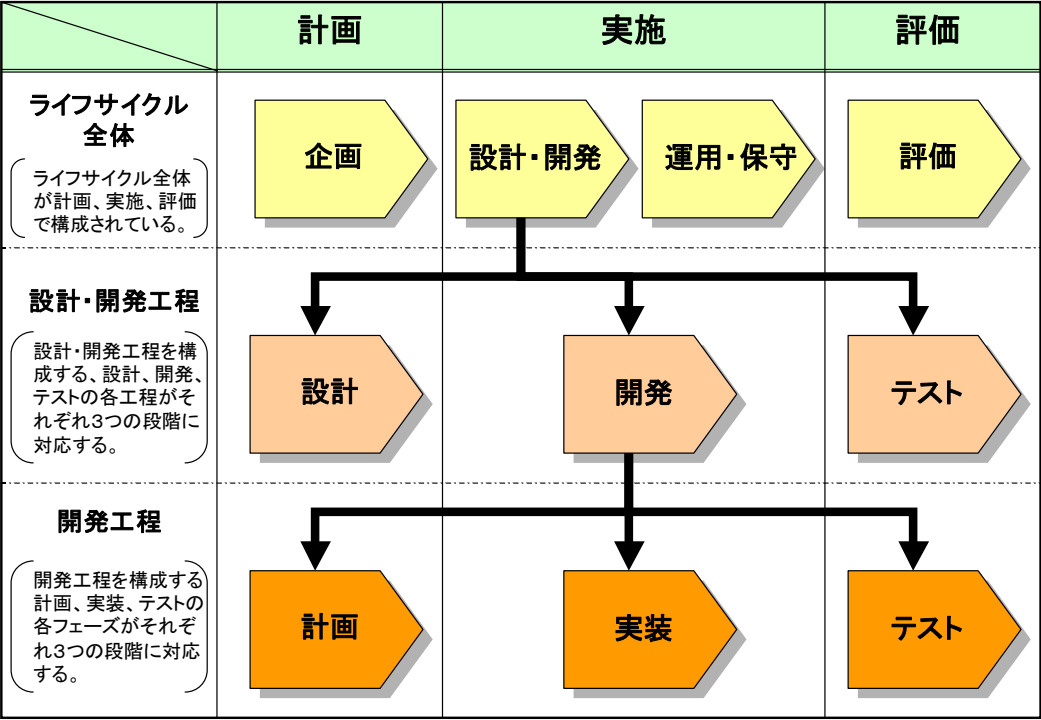 計画
実施
評価
ライフサイクル
全体
ライフサイクル全体
が計画、実施、評価
で構成されている。
企画
設計・開発
運用・保守
評価
設計・開発工程
設計・開発工程を構
成する、設計、開発、
テストの各工程がそ
れぞれ3つの段階に
対応する。
設計
開発
テスト
開発工程
開発工程を構成する
計画、実装、テストの
各フェーズがそれぞ
れ3つの段階に対応
する。
計画
実装
テスト